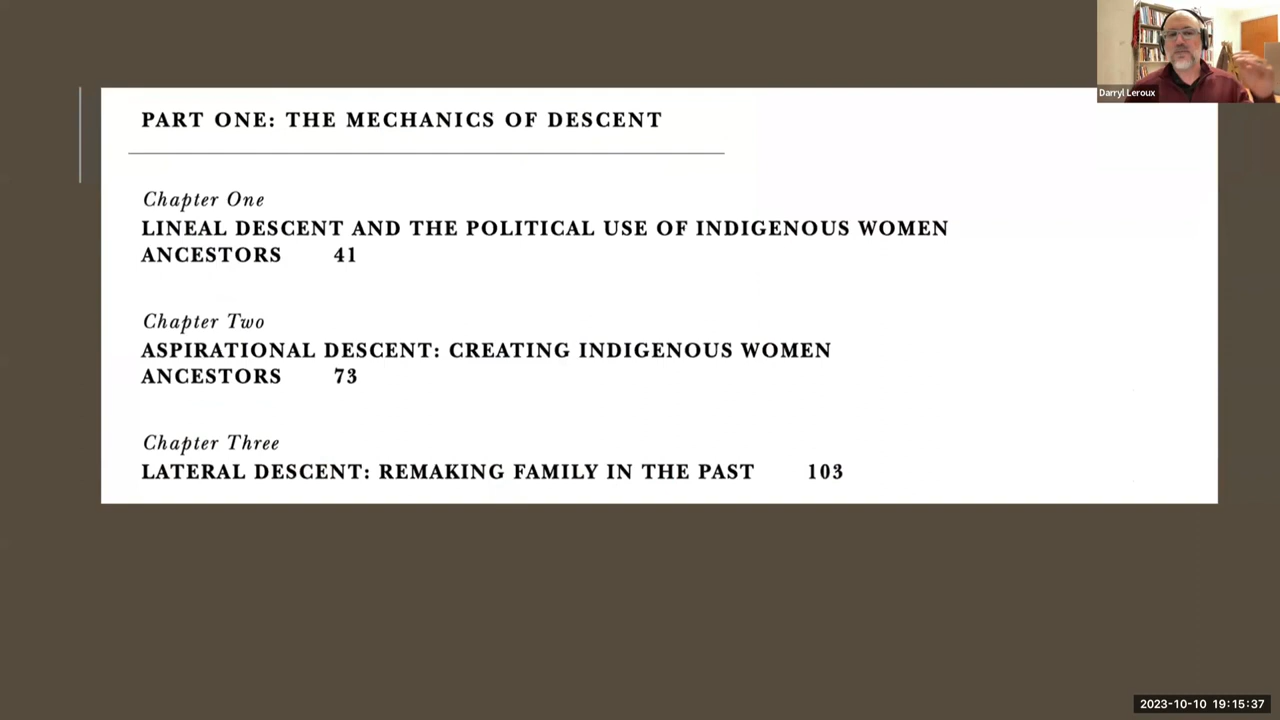 Darryl Leroux
PART ONE: THE MECHANICS OF DESCENT
Chapter One
LINEAL DESCENT AND THE POLITICAL USE OF INDIGENOUS WOMEN
ANCESTORS 41
Chapter Two
ASPIRATIONAL DESCENT: CREATING INDIGENOUS WOMEN
ANCESTORS 73
Chapter Three
LATERAL DESCENT: REMAKING FAMILY IN THE PAST 103
2023-10-10 19:15:37